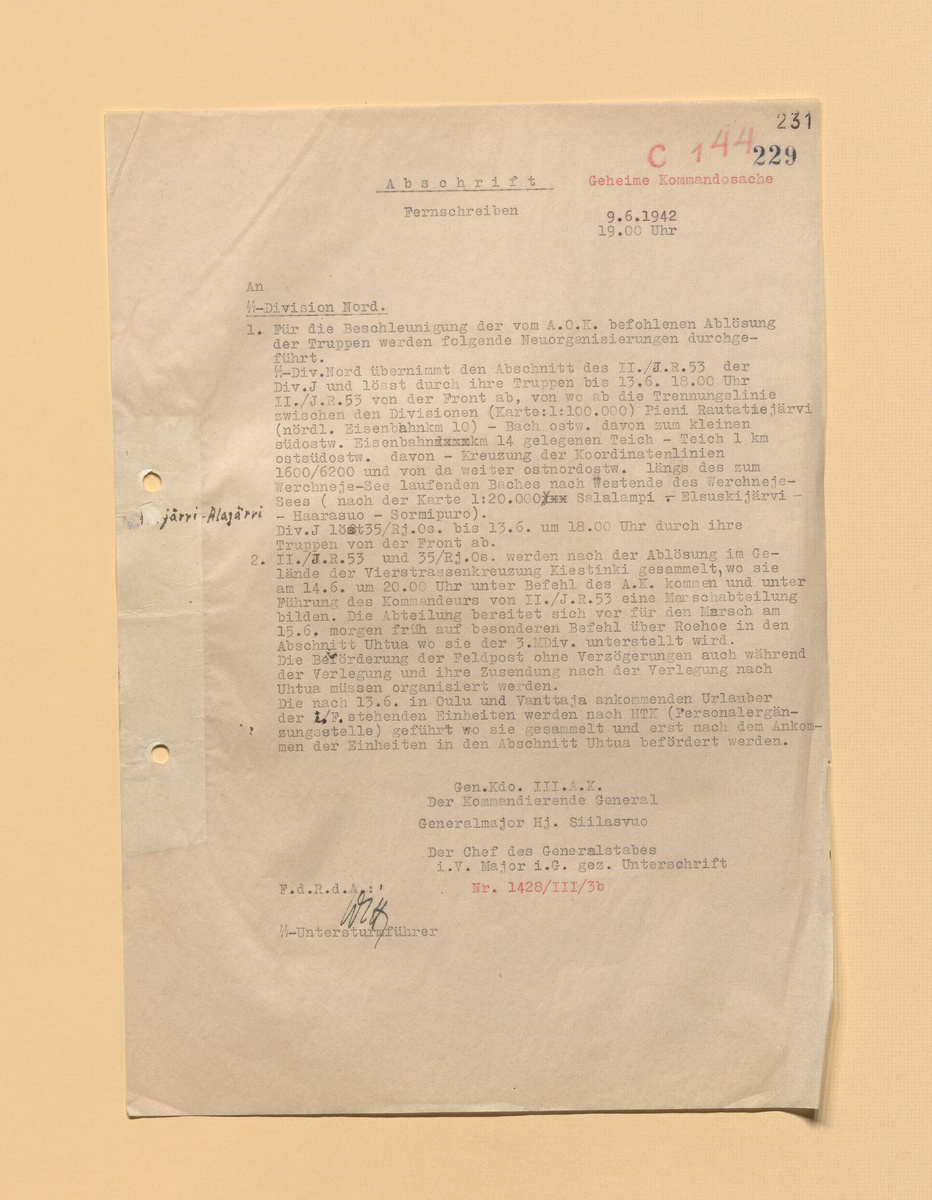 231
C 144
229
Abschrift
Geheime Kommandosache
Fernschreiben
9.6.1942
19.00 Uhr
An
ᛋᛋ-Division Nord.
1. Für die Beschleunigung der vom A.O.K. befohlenen Ablösung
der Truppen werden folgende Neuorganisierungen durchge-
führt.
ᛋᛋ-Div.Nord übernimmt den Abschnitt des II./J.R.53 der
Div.J und lösst durch ihre Truppen bis 13.6. 18.00 Uhr
II./J.R.53 von der Front ab, von wo ab die Trennungslinie
zwischen den Divisionen (Karte:1:100.000) Pieni Rautatiejärvi
(nördl. Eisenbahnkm 10) - Bach ostw. davon zum kleinen
südostw. Eisenbahnkm 14 gelegenen Teich - Teich 1 km
ostsüdostw. davon - Kreuzung der Koordinatenlinien
1600/6200 und von da weiter ostnordostw. längs des zum
Werchneje-See laufenden Baches nach Westende des Werchneje-
Sees ( nach der Karte 1:20.000 Salalampi - Elsuskijärvi -
järri-Alajärri
- Haarasuo - Sormipuro).
Div.J löst 35/Rj.Os. bis 13.6. um 18.00 Uhr durch ihre
Truppen von der Front ab.
2. II./J.R.53 und 35/Rj.Os. werden nach der Ablösung im Ge-
lände der Vierstrassenkreuzung Kiestinki gesammelt, wo sie
am 14.6. um 20.00 Uhr unter Befehl des A.K. kommen und unter
Führung des Kommandeurs von II./J.R.53 eine Marschabteilung
bilden. Die Abteilung bereitet sich vor für den Marsch am
15.6. morgen früh auf besonderen Befehl über Roehoe in den
Abschnitt Uhtua wo sie der 3.MDiv. unterstellt wird.
Die Beförderung der Feldpost ohne Verzögerungen auch während
der Verlegung und ihre Zusendung nach der Verlegung nach
Uhtua müssen organisiert werden.
Die nach 13.6. in Oulu und Vanttaja ankommenden Urlauber
der i/F. stehenden Einheiten werden nach HTK (Personalergän-
zungsstelle) geführt wo sie gesammelt und erst nach dem Ankom-
men der Einheiten in den Abschnitt Uhtua befördert werden.
Gen.Kdo. III.A.K.
Der Kommandierende General
Generalmajor Hj. Siilasvuo
Der Chef des Generalstabes
i.V. Major i.G. gez. Unterschrift
F.d.R.d.A.:
Nr. 1428/III/3b
ᛋᛋ-Untersturmführer